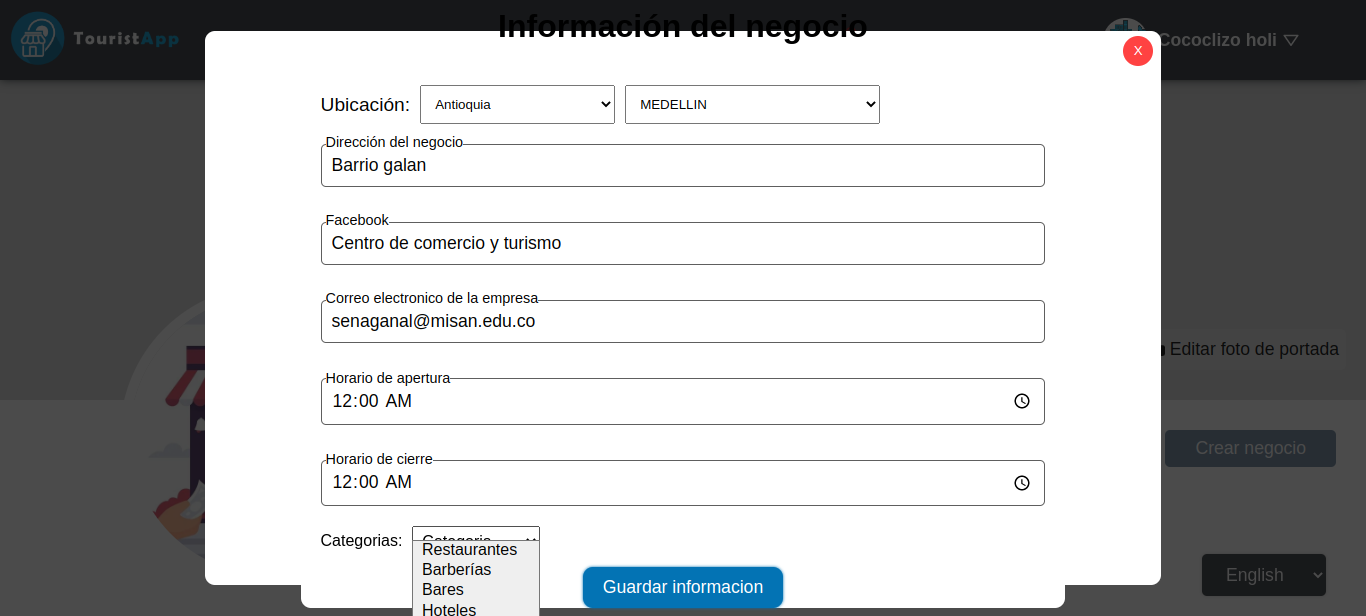 TouristApp
Información del negocio
Cococlizo holi
X
Ubicación: Antioquia MEDELLIN
Dirección del negocio
Barrio galan
Facebook
Centro de comercio y turismo
Correo electronico de la empresa
senaganal@misan.edu.co
Editar foto de portada
Horario de apertura
12:00 AM
Crear negocio
Horario de cierre
12:00 AM
Categorias: Categoria
Restaurantes
Barberías
Bares
Hoteles
Guardar informacion
English